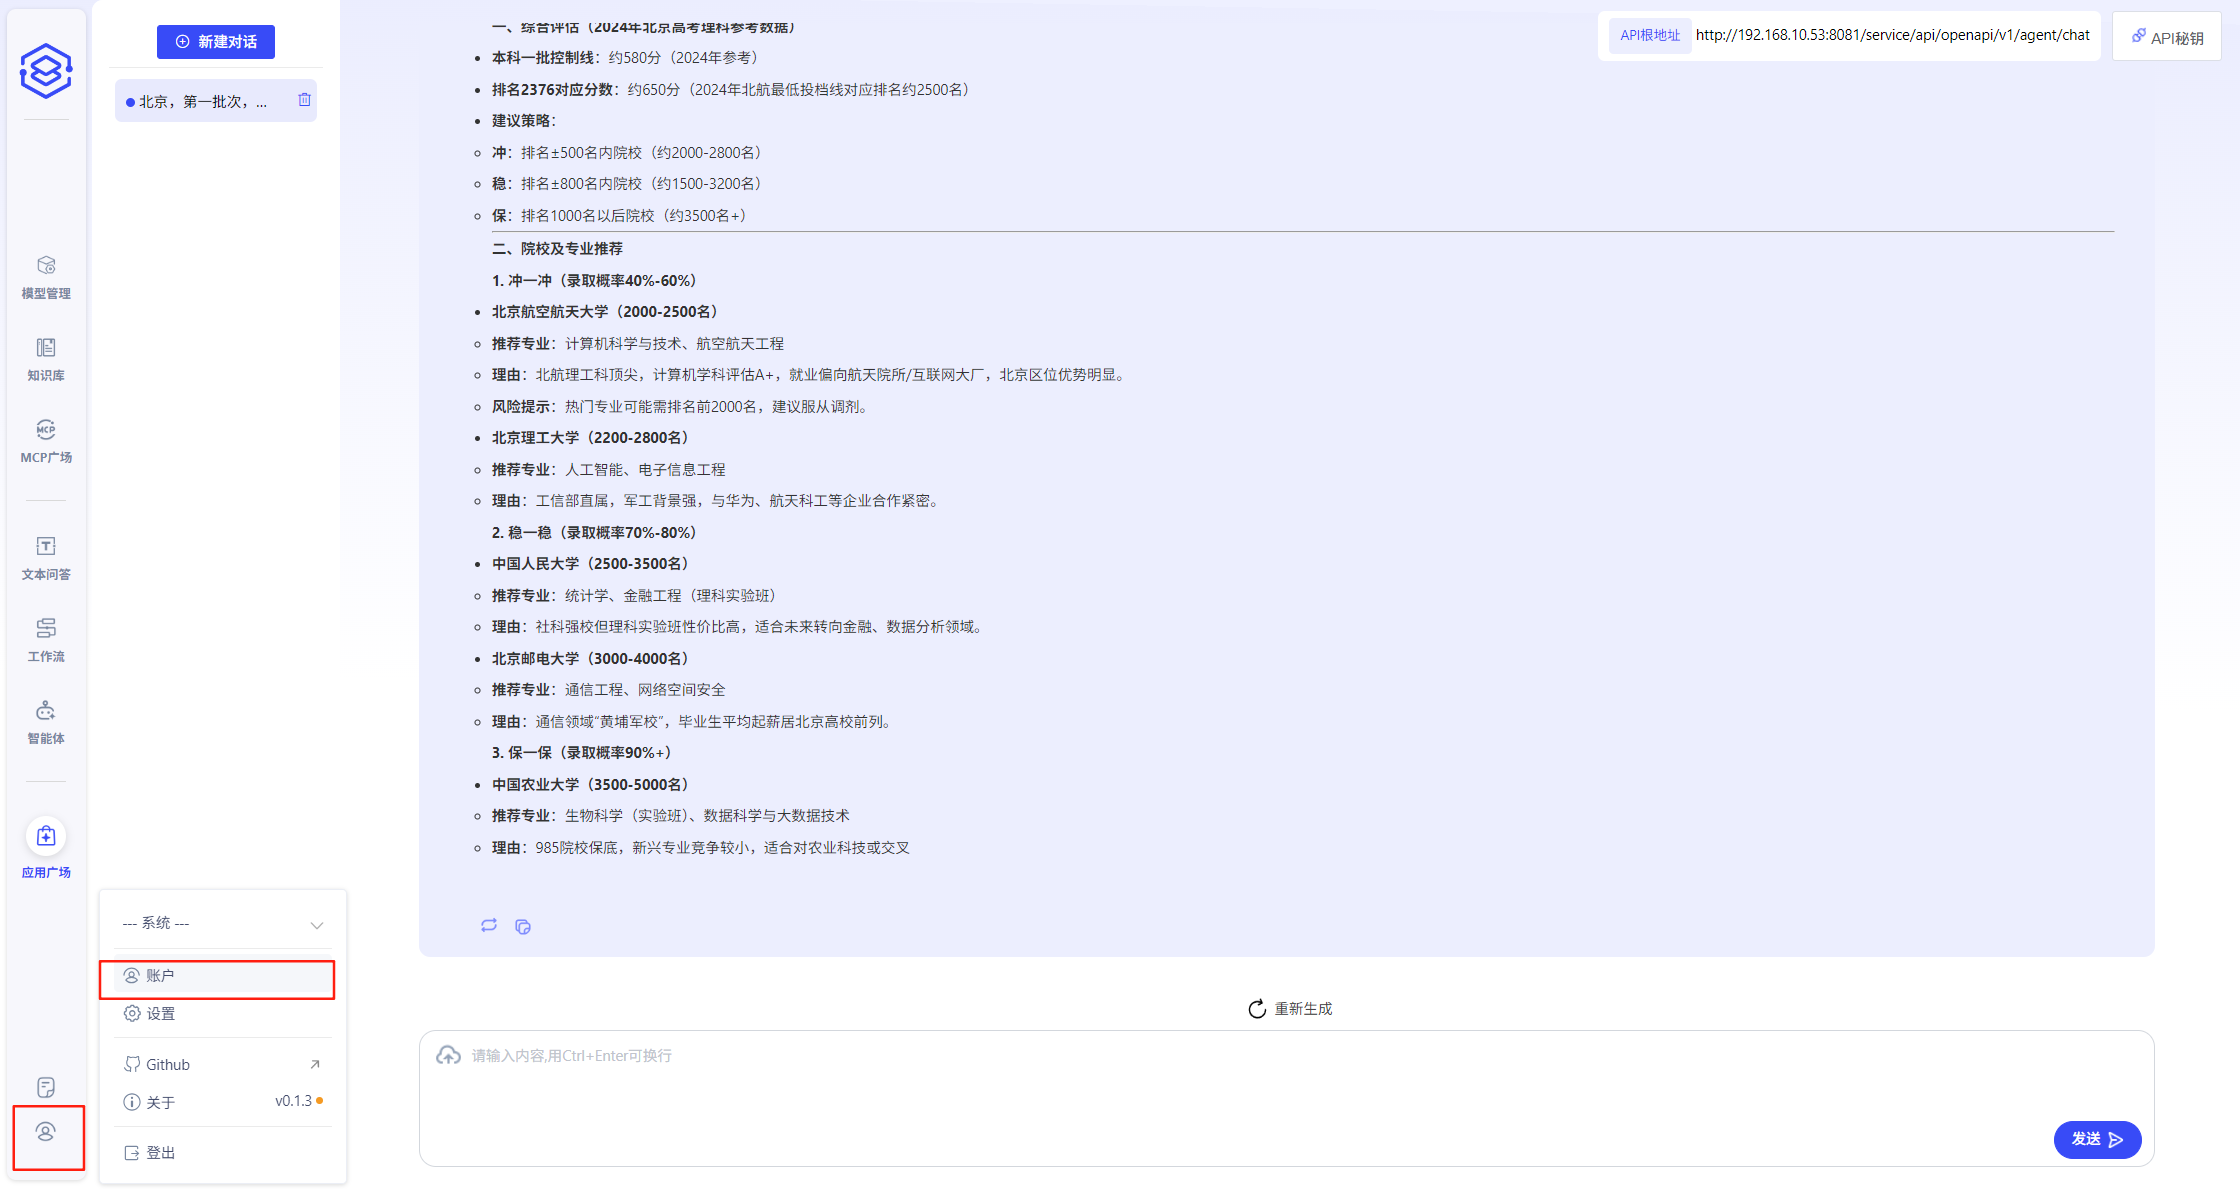 模型管理
知识库
MCP
MCP广场
文本问答
工作流
智能体
应用广场
新建对话
北京，第一批次，...
--- 系统 ---
账户
设置
Github
关于
v0.1.3
登出
API根地址
http://192.168.10.53:8081/service/api/openapi/v1/agent/chat
API秘钥
一、综合评估（2024年北京高考理科参考数据）
本科一批控制线：约580分（2024年参考）
排名2376对应分数：约650分（2024年北航最低投档线对应排名约2500名）
建议策略：
冲：排名±500名内院校（约2000-2800名）
稳：排名±800名内院校（约1500-3200名）
保：排名1000名以后院校（约3500名+）
二、院校及专业推荐
1. 冲一冲（录取概率40%-60%）
北京航空航天大学（2000-2500名）
推荐专业：计算机科学与技术、航空航天工程
理由：北航理工科顶尖，计算机学科评估A+，就业偏向航天院所/互联网大厂，北京区位优势明显。
风险提示：热门专业可能需排名前2000名，建议服从调剂。
北京理工大学（2200-2800名）
推荐专业：人工智能、电子信息工程
理由：工信部直属，军工背景强，与华为、航天科工等企业合作紧密。
2. 稳一稳（录取概率70%-80%）
中国人民大学（2500-3500名）
推荐专业：统计学、金融工程（理科实验班）
理由：社科强校但理科实验班性价比高，适合未来转向金融、数据分析领域。
北京邮电大学（3000-4000名）
推荐专业：通信工程、网络空间安全
理由：通信领域“黄埔军校”，毕业生平均起薪居北京高校前列。
3. 保一保（录取概率90%+）
中国农业大学（3500-5000名）
推荐专业：生物科学（实验班）、数据科学与大数据技术
理由：985院校保底，新兴专业竞争较小，适合对农业科技或交叉
重新生成
请输入内容,用Ctrl+Enter可换行
发送